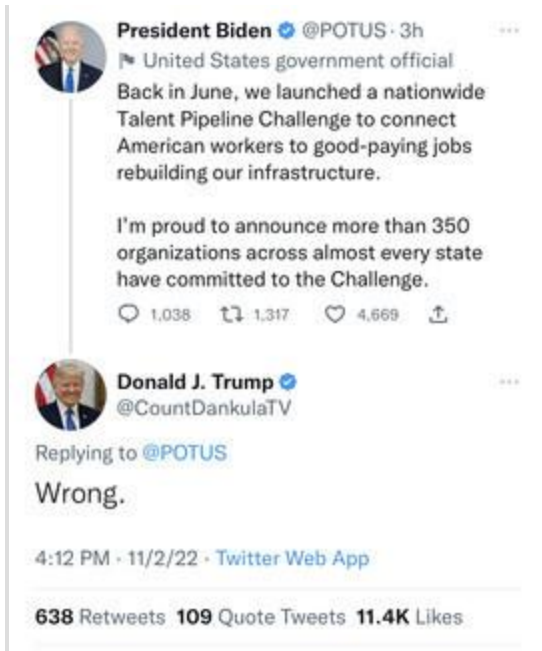 President Biden @POTUS · 3h
United States government official
Back in June, we launched a nationwide
Talent Pipeline Challenge to connect
American workers to good-paying jobs
rebuilding our infrastructure.
I'm proud to announce more than 350
organizations across almost every state
have committed to the Challenge.
1,038 1,317 4,669
Donald J. Trump
@CountDankulaTV
Replying to @POTUS
Wrong.
4:12 PM · 11/2/22 · Twitter Web App
638 Retweets 109 Quote Tweets 11.4K Likes